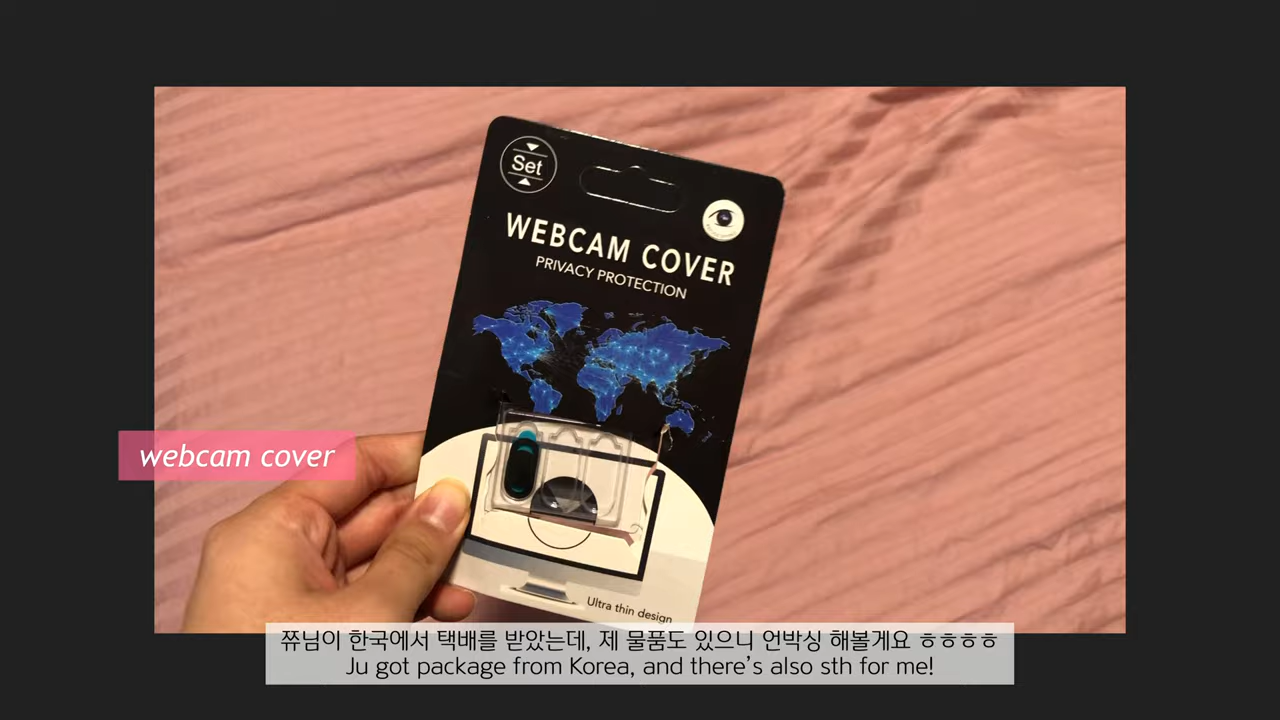 Set
WEBCAM COVER
PRIVACY PROTECTION
webcam cover
Ultra thin design
쮸님이 한국에서 택배를 받았는데, 제 물품도 있으니 언박싱 해볼게요 ㅎㅎㅎㅎ
Ju got package from Korea, and there's also sth for me!